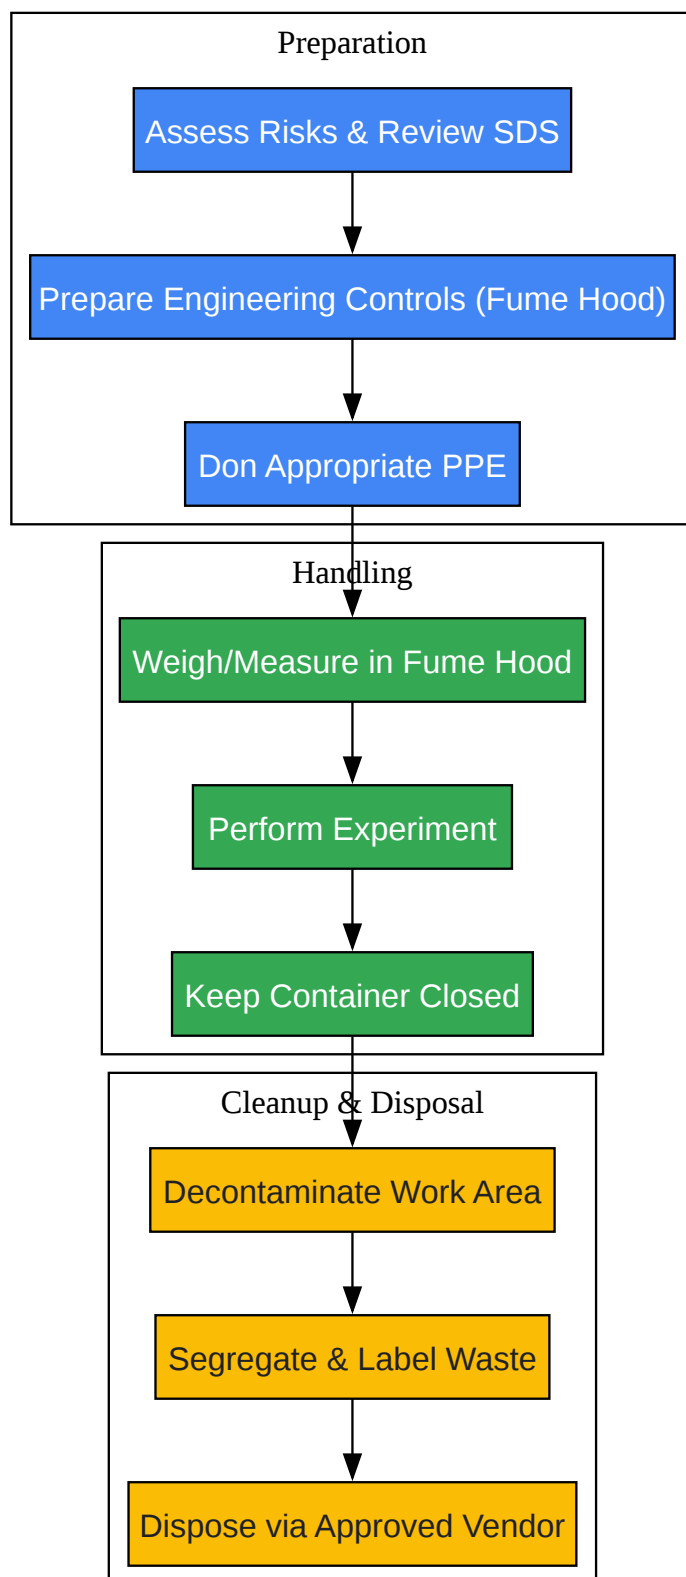 Preparation
Assess Risks & Review SDS
Prepare Engineering Controls (Fume Hood)
Don Appropriate PPE
Handling
Weigh/Measure in Fume Hood
Perform Experiment
Keep Container Closed
Cleanup & Disposal
Decontaminate Work Area
Segregate & Label Waste
Dispose via Approved Vendor